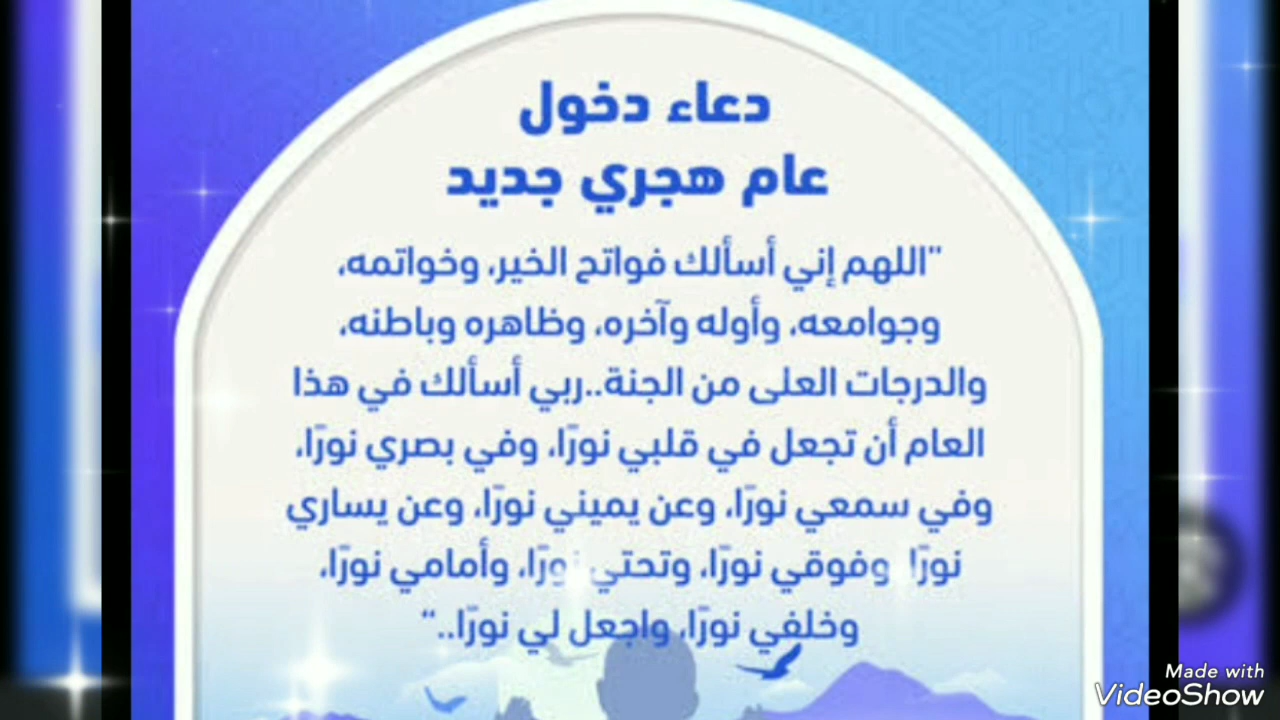 دعاء دخول
عام هجري جديد
"اللهم إني أسألك فواتح الخير، وخواتمه،
وجوامعه، وأوله وآخره، وظاهره وباطنه،
والدرجات العلى من الجنة..ربي أسألك في هذا
العام أن تجعل في قلبي نورًا، وفي بصري نورًا،
وفي سمعي نورًا، وعن يميني نورًا، وعن يساري
نورًا، وفوقي نورًا، وتحتي نورًا، وأمامي نورًا،
وخلفي نورًا، واجعل لي نورًا.."
Made with
VideoShow